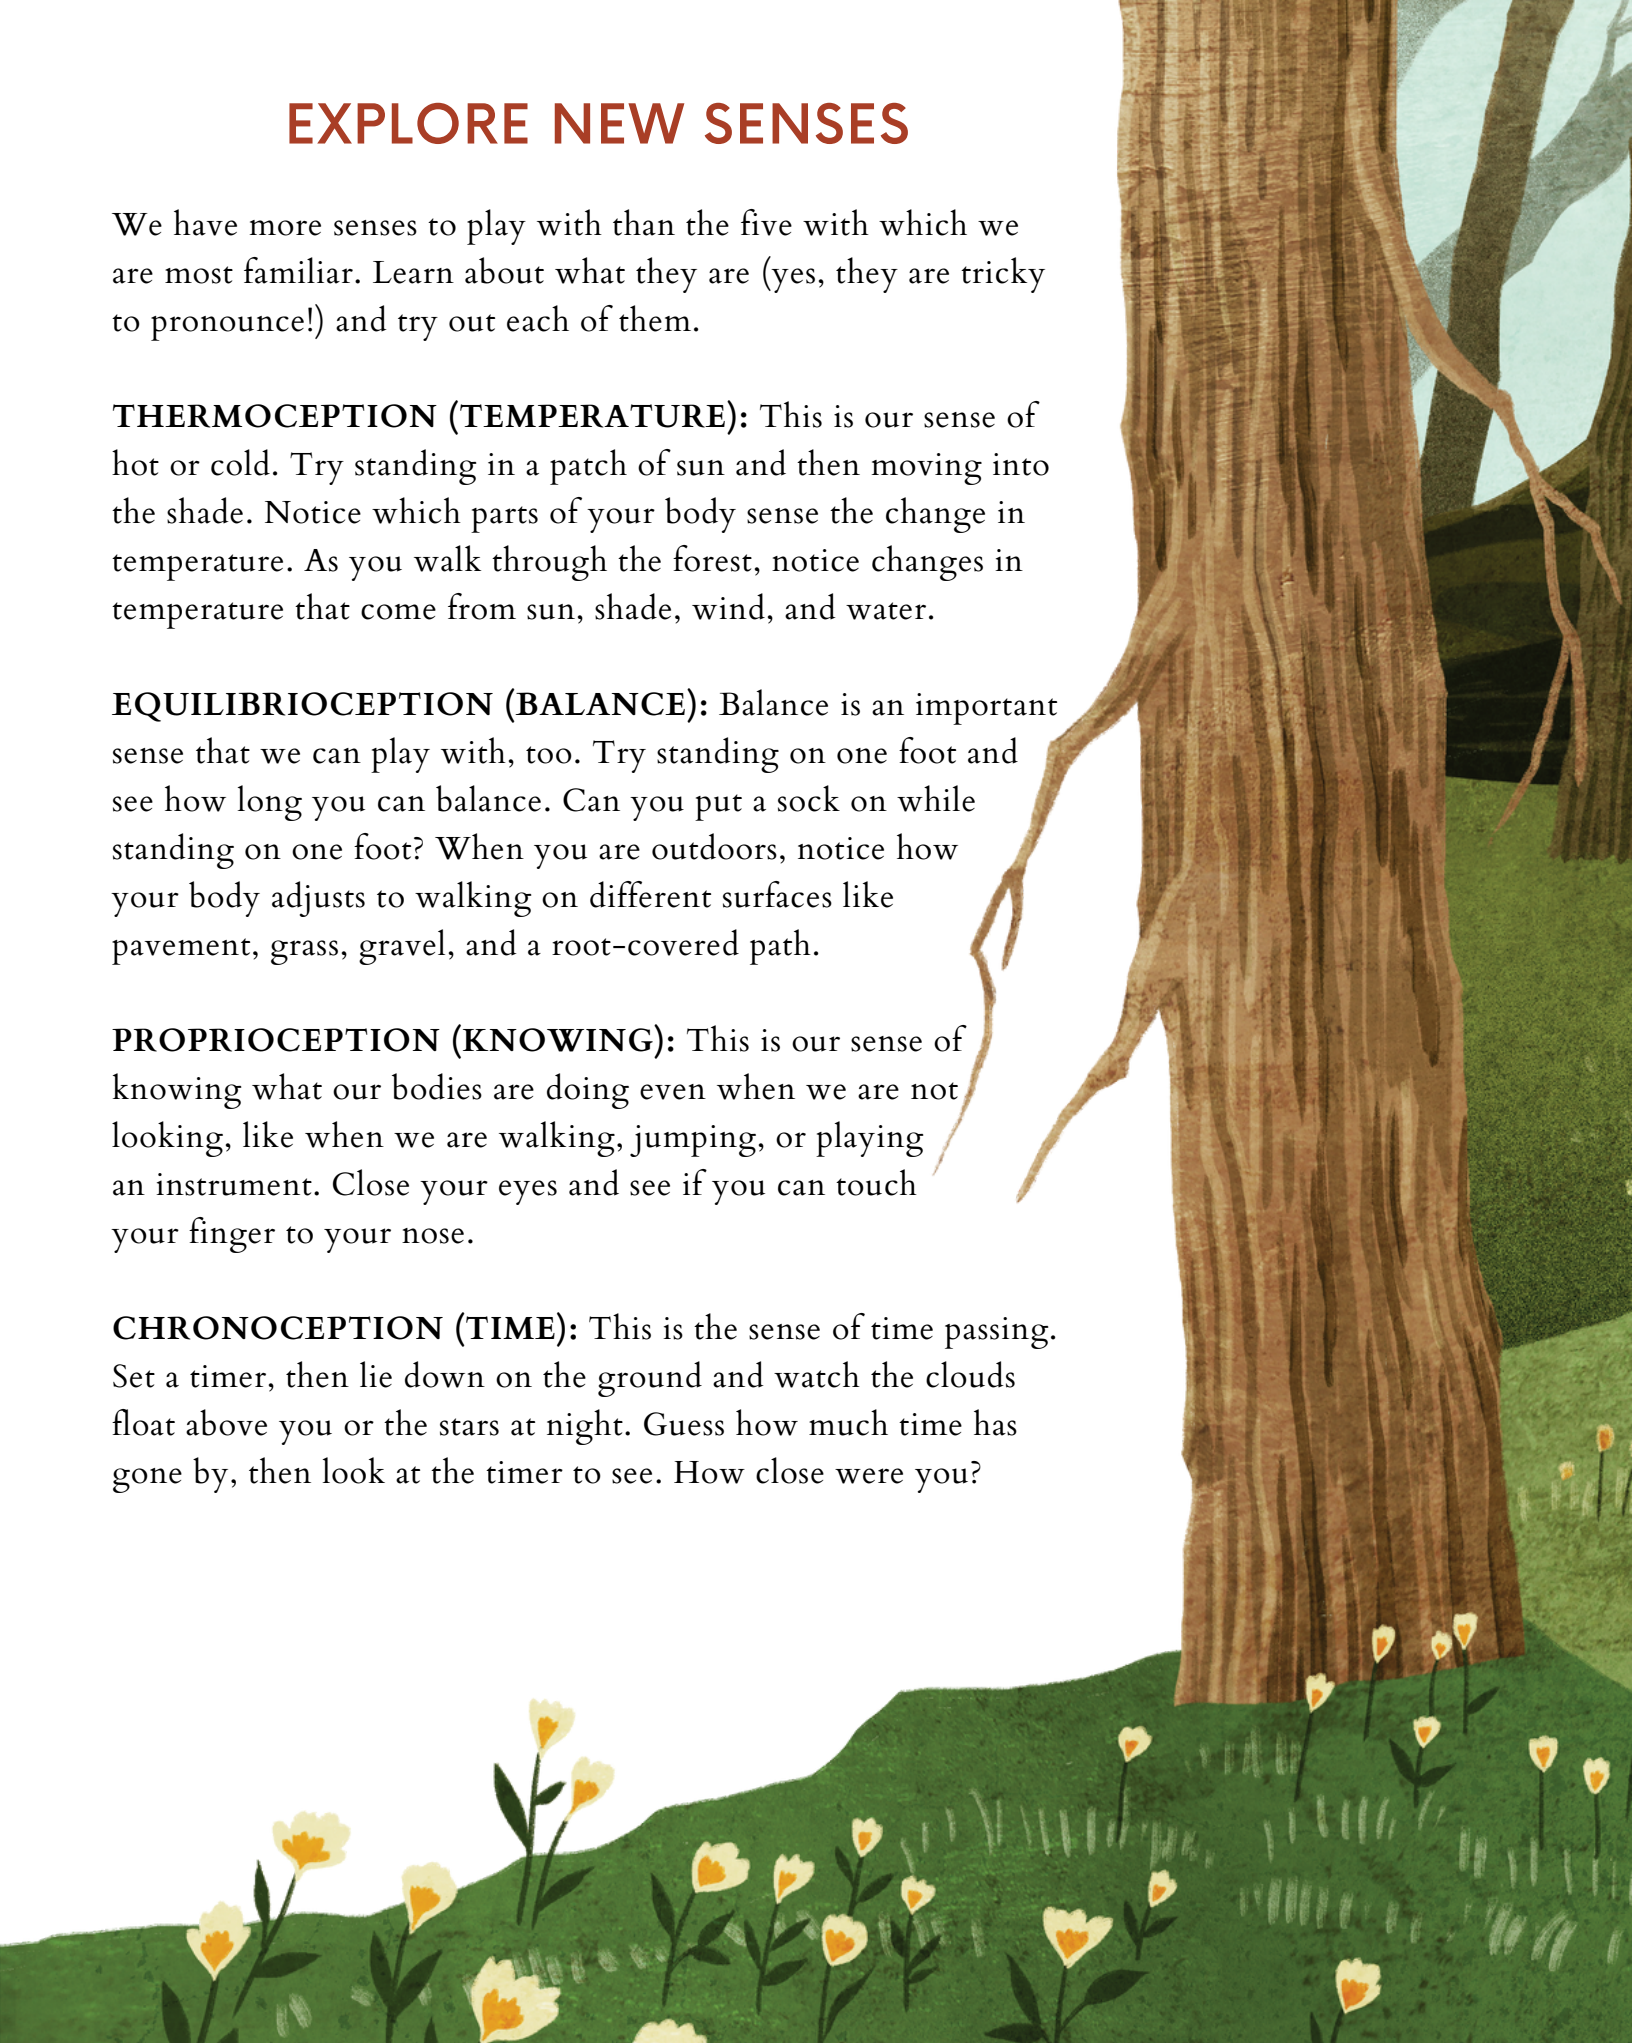 EXPLORE NEW SENSES
We have more senses to play with than the five with which we
are most familiar. Learn about what they are (yes, they are tricky
to pronounce!) and try out each of them.
THERMOCEPTION (TEMPERATURE): This is our sense of
hot or cold. Try standing in a patch of sun and then moving into
the shade. Notice which parts of your body sense the change in
temperature. As you walk through the forest, notice changes in
temperature that come from sun, shade, wind, and water.
EQUILIBRIOCEPTION (BALANCE): Balance is an important
sense that we can play with, too. Try standing on one foot and
see how long you can balance. Can you put a sock on while
standing on one foot? When you are outdoors, notice how
your body adjusts to walking on different surfaces like
pavement, grass, gravel, and a root-covered path.
PROPRIOCEPTION (KNOWING): This is our sense of
knowing what our bodies are doing even when we are not
looking, like when we are walking, jumping, or playing
an instrument. Close your eyes and see if you can touch
your finger to your nose.
CHRONOCEPTION (TIME): This is the sense of time passing.
Set a timer, then lie down on the ground and watch the clouds
float above you or the stars at night. Guess how much time has
gone by, then look at the timer to see. How close were you?